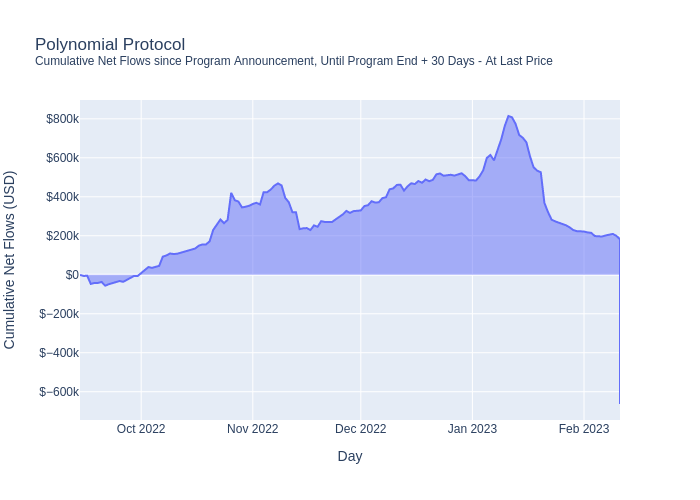 Polynomial Protocol
Cumulative Net Flows since Program Announcement, Until Program End + 30 Days - At Last Price
Cumulative Net Flows (USD)
$800k
$600k
$400k
$200k
$0
$−200k
$−400k
$−600k
Oct 2022
Nov 2022
Dec 2022
Jan 2023
Feb 2023
Day